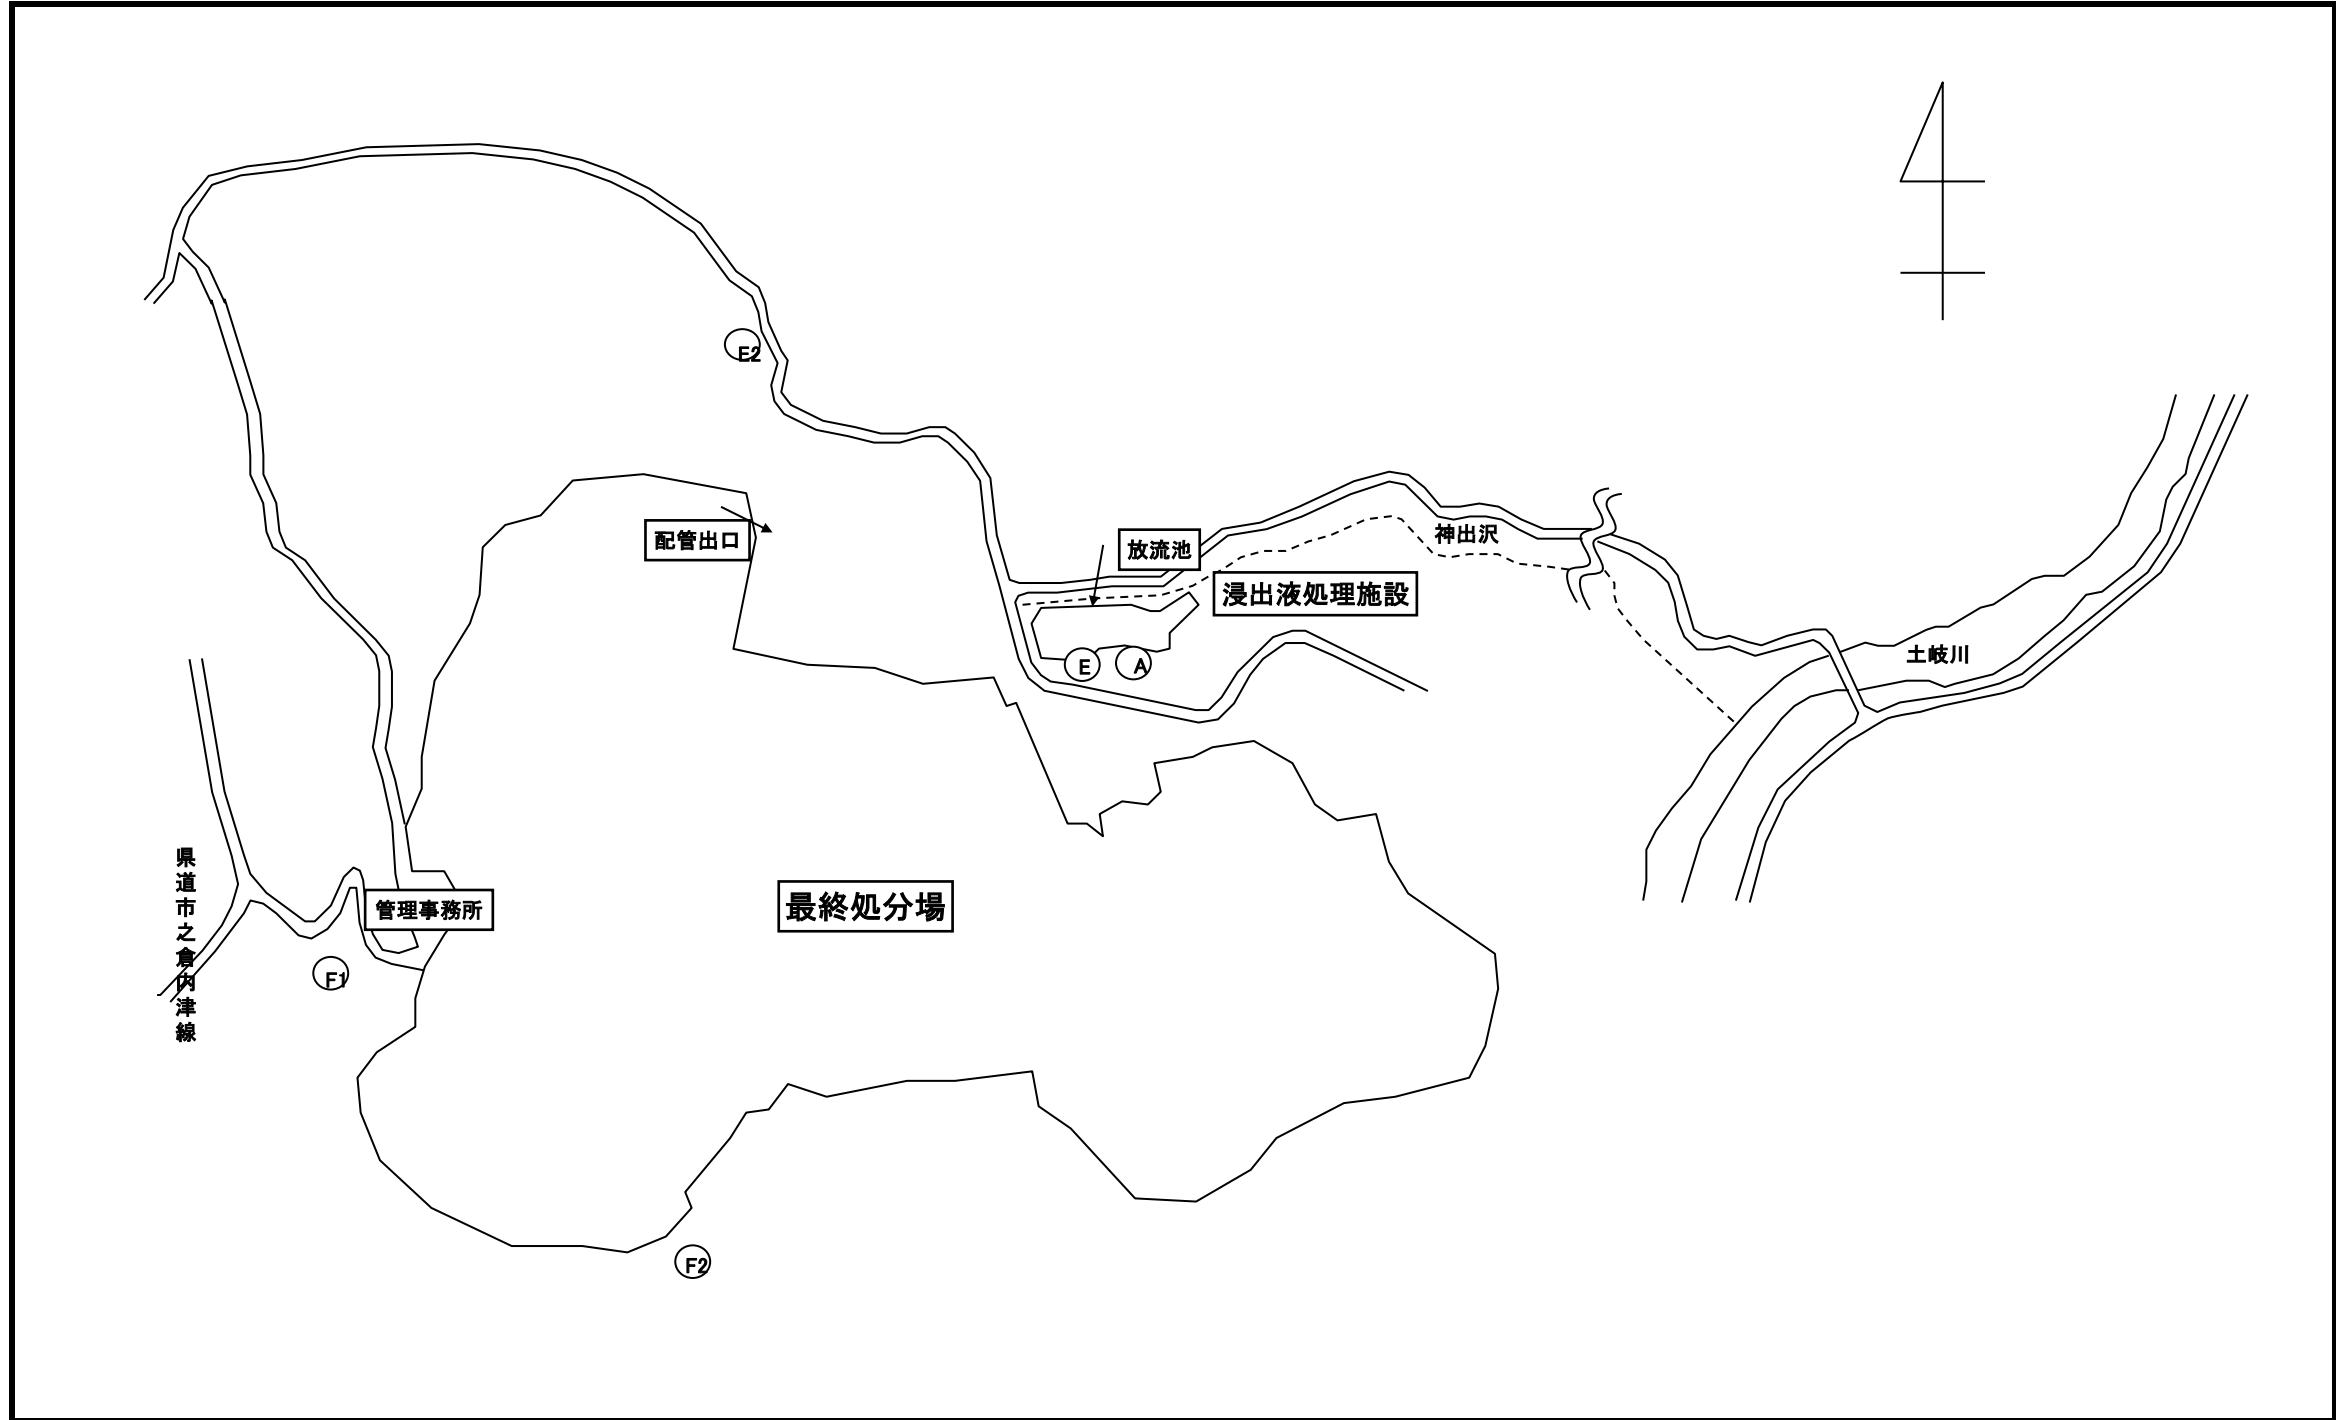 E2
配管出口
放流池
神出沢
浸出液処理施設
土岐川
E
A
県道市之倉内津線
管理事務所
最終処分場
F1
F2